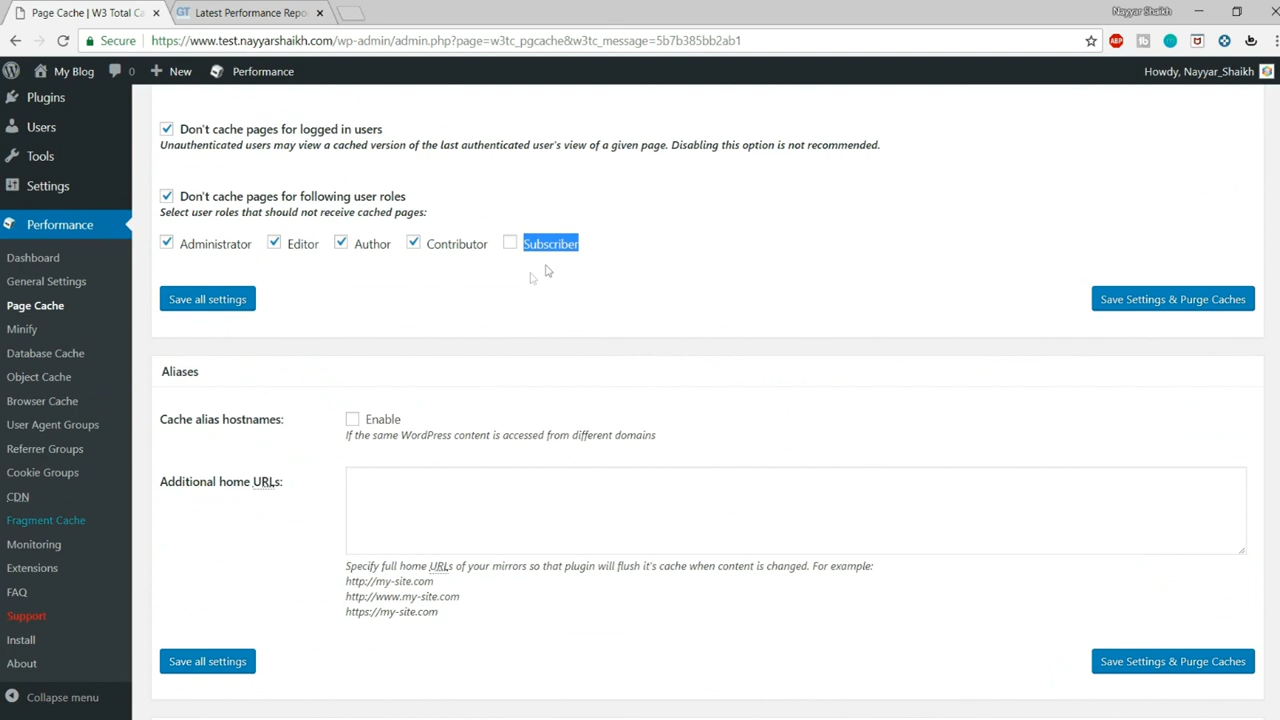 Page Cache | W3 Total Ca
GT Latest Performance Repo
Nayyar Shaikh
Secure https://www.test.nayyarshaikh.com/wp-admin/admin.php?page=w3tc_pgcache&w3tc_message=5b7b385bb2ab1
ABP
My Blog 0 New Performance Howdy, Nayyar_Shaikh
Plugins
Users
Tools
Settings
Performance
Dashboard
General Settings
Page Cache
Minify
Database Cache
Object Cache
Browser Cache
User Agent Groups
Referrer Groups
Cookie Groups
CDN
Fragment Cache
Monitoring
Extensions
FAQ
Support
Install
About
Collapse menu
Don't cache pages for logged in users
Unauthenticated users may view a cached version of the last authenticated user's view of a given page. Disabling this option is not recommended.
Don't cache pages for following user roles
Select user roles that should not receive cached pages:
Administrator Editor Author Contributor Subscriber
Save all settings Save Settings & Purge Caches
Aliases
Cache alias hostnames: Enable
If the same WordPress content is accessed from different domains
Additional home URLs:
Specify full home URLs of your mirrors so that plugin will flush it's cache when content is changed. For example:
http://my-site.com
http://www.my-site.com
https://my-site.com
Save all settings Save Settings & Purge Caches